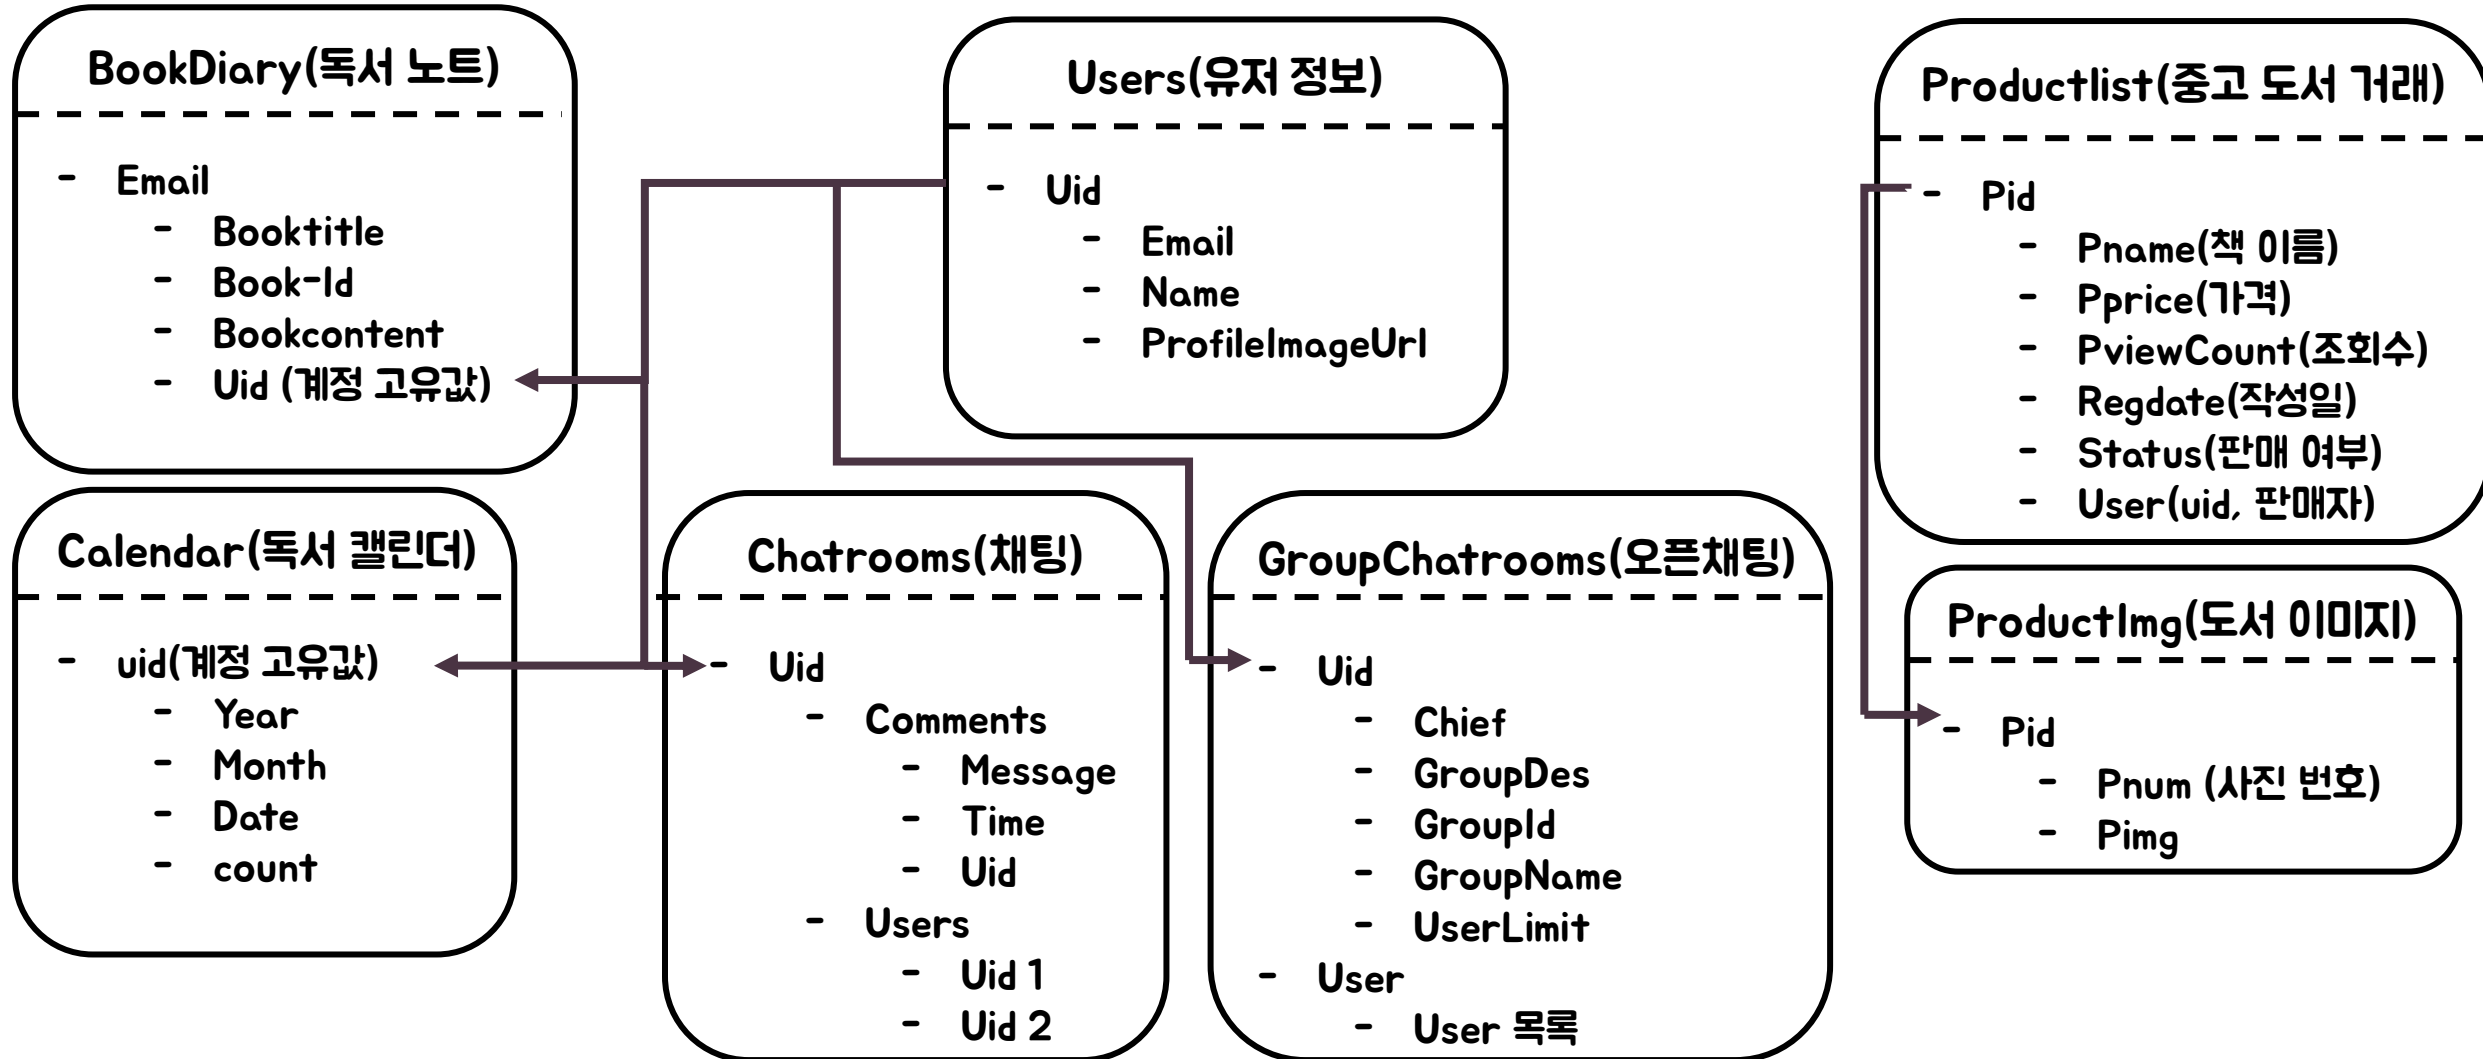 BookDiary(독서 노트)
- Email
- Booktitle
- Book-Id
- Bookcontent
- Uid (계정 고유값)
Users(유저 정보)
- Uid
- Email
- Name
- ProfileImageUrl
Productlist(중고 도서 거래)
- Pid
- Pname(책 이름)
- Pprice(가격)
- PviewCount(조회수)
- Regdate(작성일)
- Status(판매 여부)
- User(uid, 판매자)
Calendar(독서 캘린더)
- uid(계정 고유값)
- Year
- Month
- Date
- count
Chatrooms(채팅)
- Uid
- Comments
- Message
- Time
- Uid
- Users
- Uid 1
- Uid 2
GroupChatrooms(오픈채팅)
- Uid
- Chief
- GroupDes
- GroupId
- GroupName
- UserLimit
- User
- User 목록
ProductImg(도서 이미지)
- Pid
- Pnum (사진 번호)
- Pimg